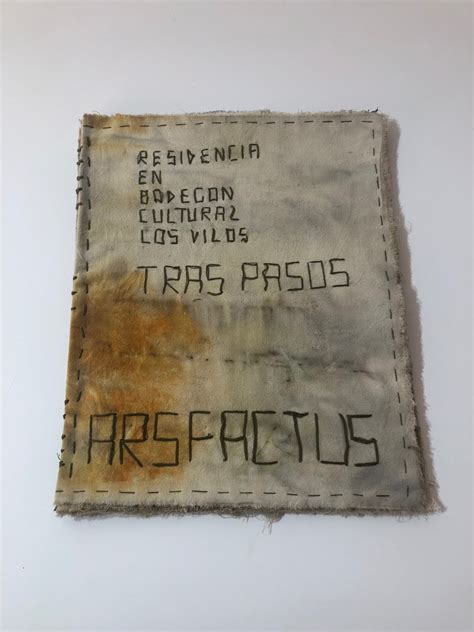 RESIDENCIA
EN
BODEGON
CULTURAL
LOS VILOS
TRAS PASOS
ARSFACTUS